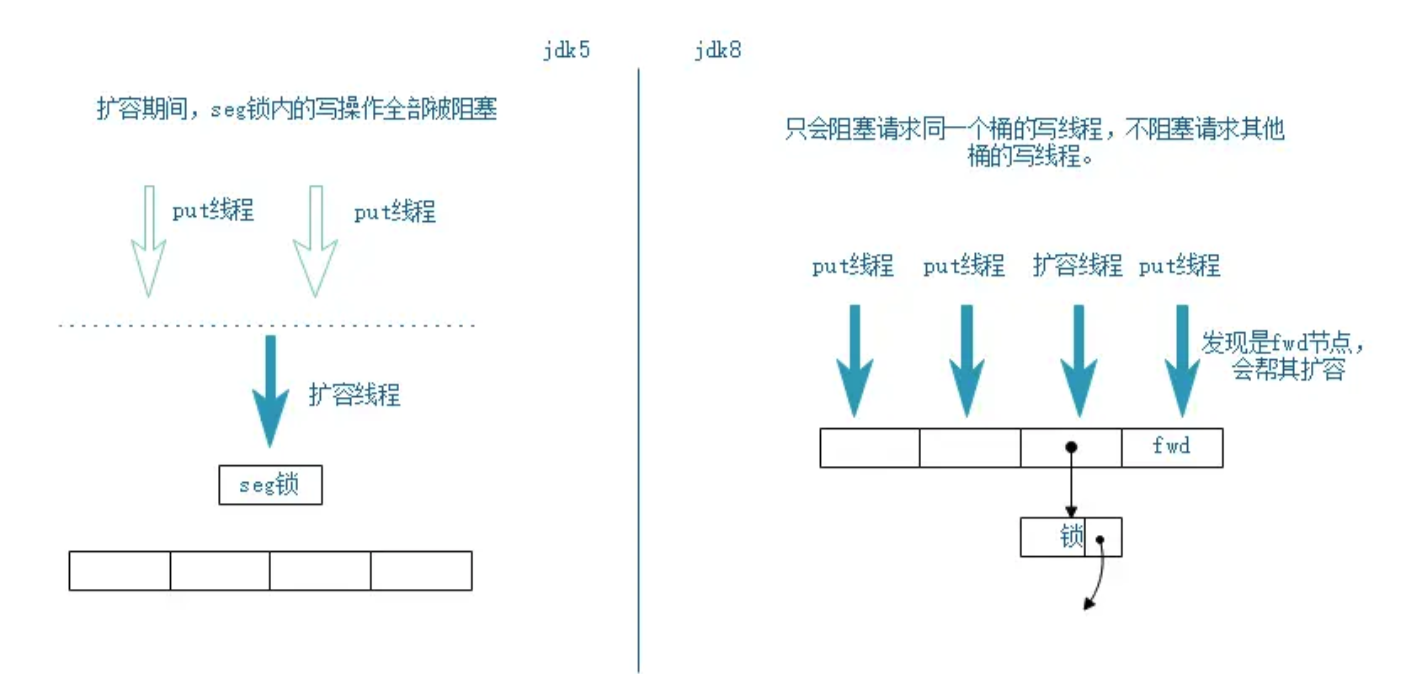 jdk5
扩容期间，seg锁内的写操作全部被阻塞
put线程
put线程
扩容线程
seg锁
jdk8
只会阻塞请求同一个桶的写线程，不阻塞请求其他
桶的写线程。
put线程
put线程
扩容线程
put线程
发现是fwd节点，
会帮其扩容
fwd
锁